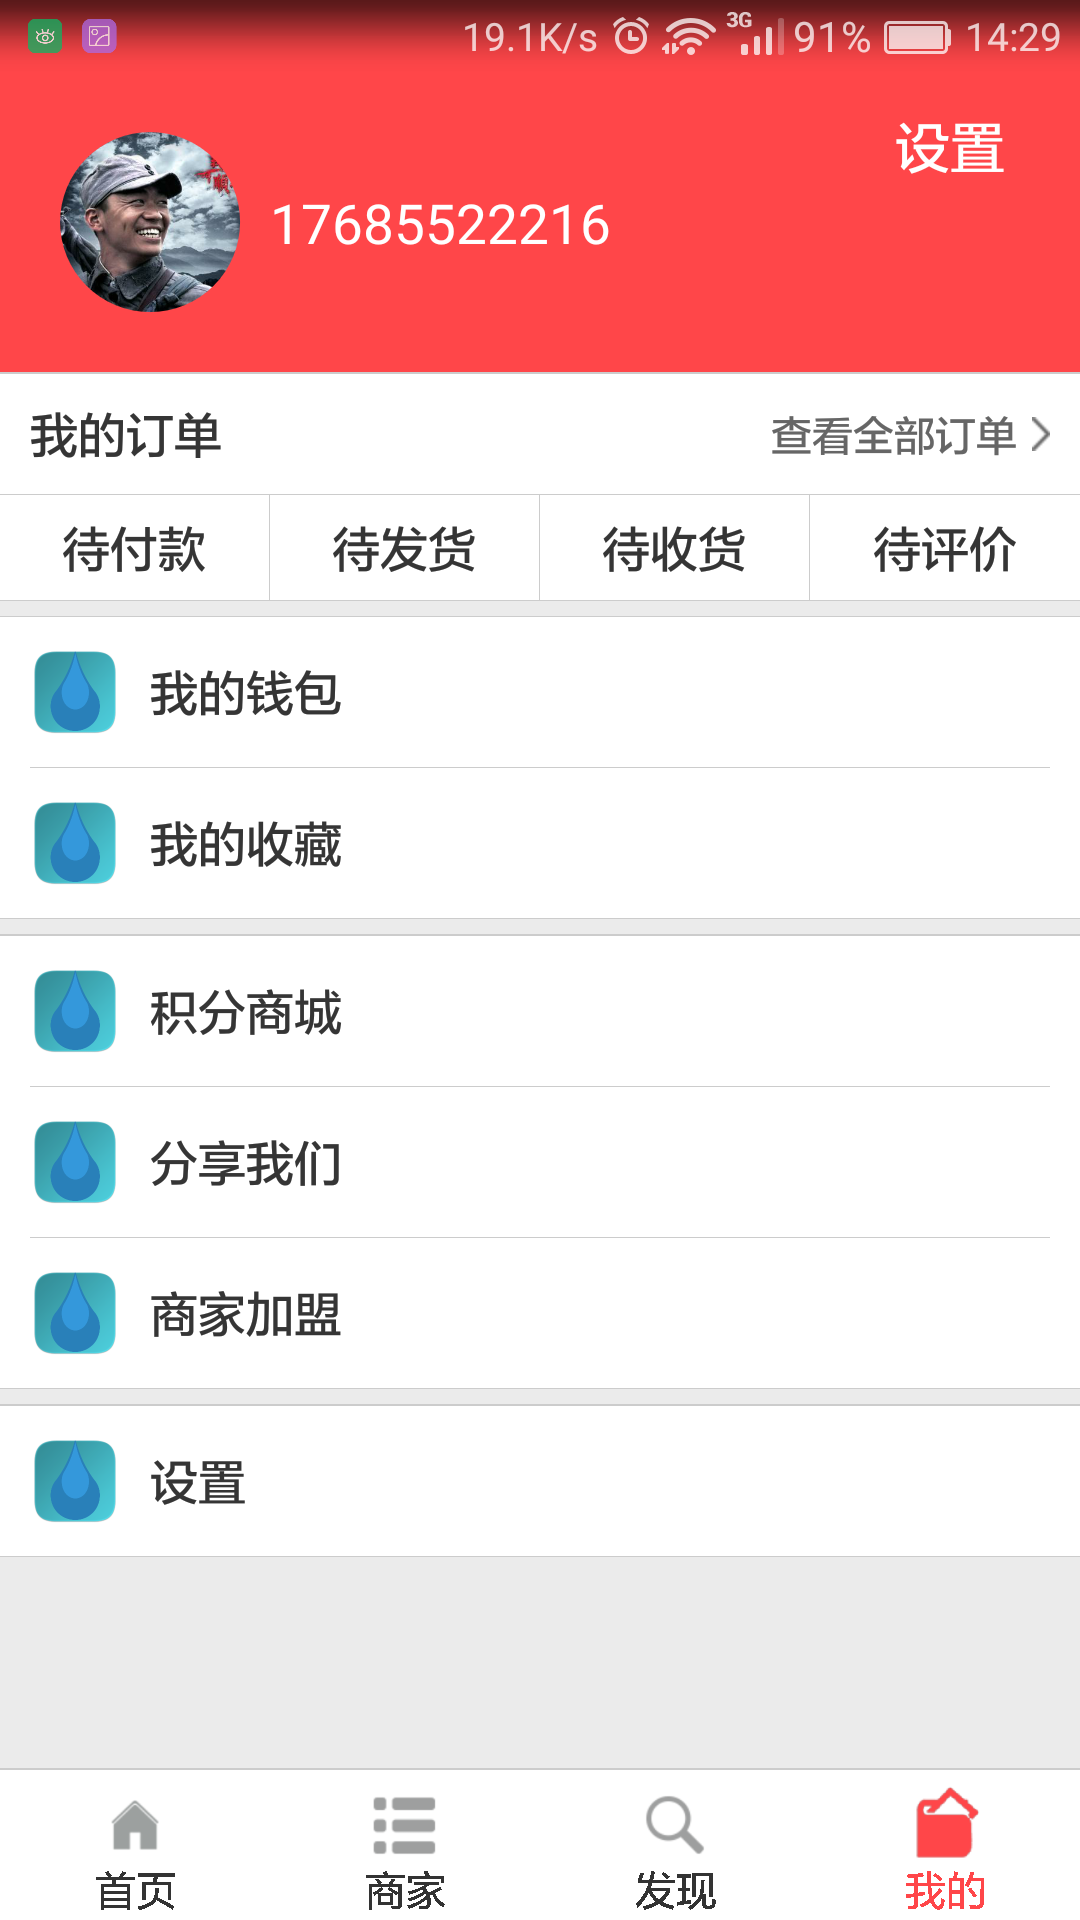 19.1K/s 3G 91% 14:29
设置
17685522216
我的订单 查看全部订单
待付款 待发货 待收货 待评价
我的钱包
我的收藏
积分商城
分享我们
商家加盟
设置
首页 商家 发现 我的